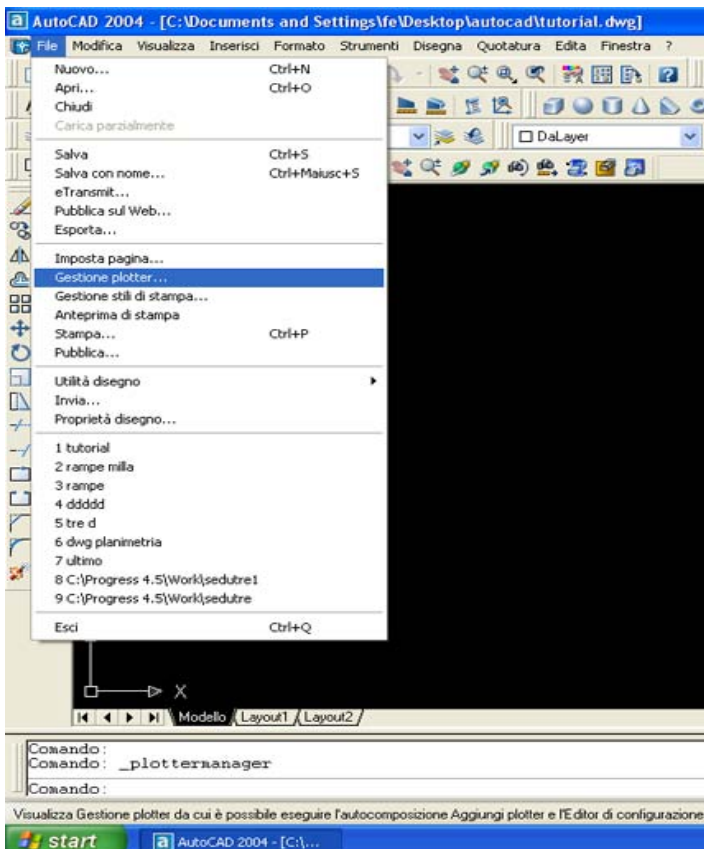 AutoCAD 2004 - [C:\Documents and Settings\fe\Desktop\autocad\tutorial.dwg]
File Modifica Visualizza Inserisci Formato Strumenti Disegna Quotatura Edita Finestra ?
Nuovo... Ctrl+N
Apri... Ctrl+O
Chiudi
Carica parzialmente
DaLayer
Salva Ctrl+S
Salva con nome... Ctrl+Maiusc+S
eTransmit...
Pubblica sul Web...
Esporta...
Imposta pagina...
Gestione plotter...
Gestione stili di stampa...
Anteprima di stampa
Stampa... Ctrl+P
Pubblica...
Utilità disegno
Invia...
Proprietà disegno...
1 tutorial
2 rampe milla
3 rampe
4 ddddd
5 tre d
6 dwg planimetria
7 ultimo
8 C:\Progress 4.5\Work\sedutre1
9 C:\Progress 4.5\Work\sedutre
Esci Ctrl+Q
X
Modello Layout1 Layout2
Comando:
Comando: _plottermanager
Comando:
Visualizza Gestione plotter da cui è possibile eseguire l'autocomposizione Aggiungi plotter e l'Editor di configurazione
start AutoCAD 2004 - [C:\...